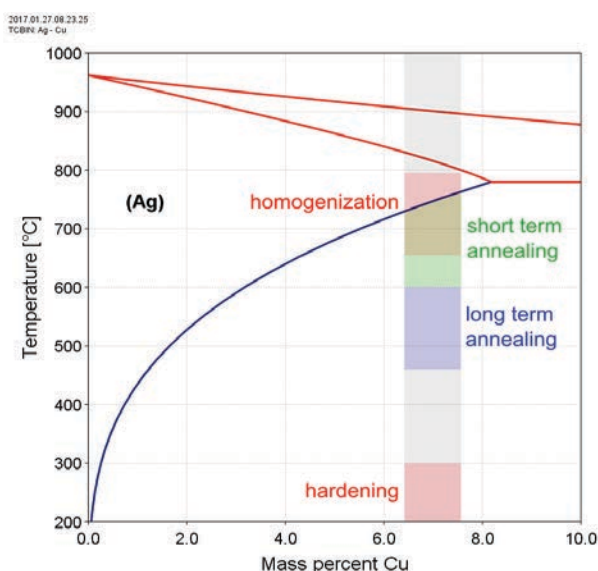 2017.01.27.08.23.25
TCBIN: Ag - Cu
1000
900
800
700
600
500
400
300
200
Temperature [°C]
(Ag)
homogenization
short term
annealing
long term
annealing
hardening
0.0 2.0 4.0 6.0 8.0 10.0
Mass percent Cu